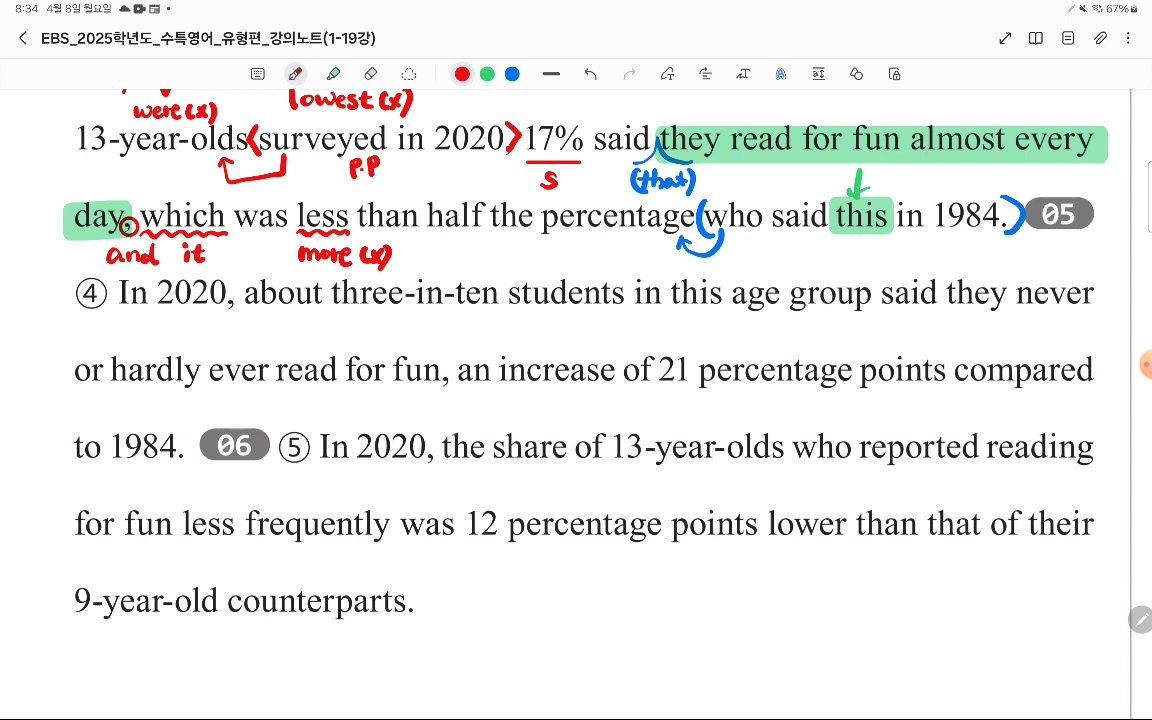 8:34 4월 8일 월요일 67%
EBS_2025학년도_수특영어_유형편_강의노트(1-19강)
were(x) lowest(x)
13-year-olds surveyed in 2020, 17% said they read for fun almost every
p.p S (that)
day, which was less than half the percentage who said this in 1984. 05
and it more(x)
④ In 2020, about three-in-ten students in this age group said they never
or hardly ever read for fun, an increase of 21 percentage points compared
to 1984. 06 ⑤ In 2020, the share of 13-year-olds who reported reading
for fun less frequently was 12 percentage points lower than that of their
9-year-old counterparts.